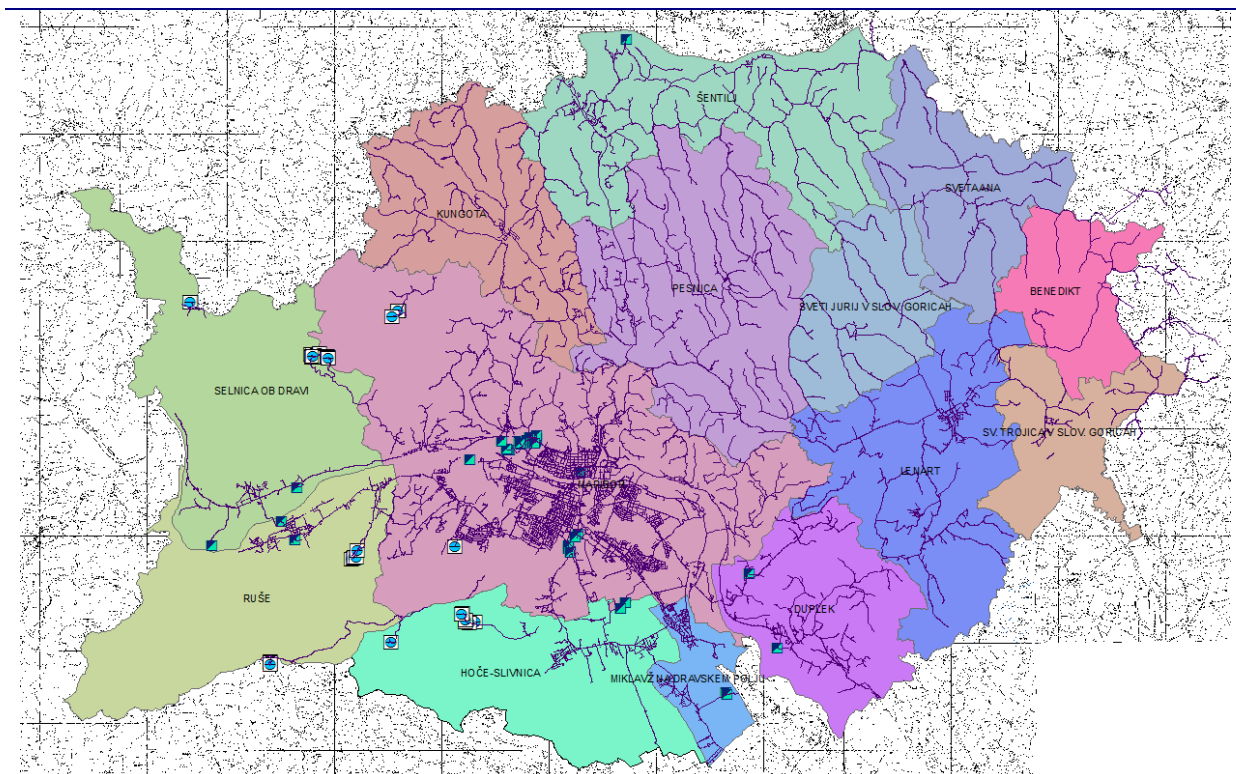 ŠENTILJ
SVETA ANA
KUNGOTA
PESNICA
BENEDIKT
SVETI JURIJ V SLOV. GORICAH
SELNICA OB DRAVI
SV. TROJICA V SLOV. GORICAH
LENART
MARIBOR
RUŠE
DUPLEK
HOČE-SLIVNICA
MIKLAVŽ NA DRAVSKEM POLJU